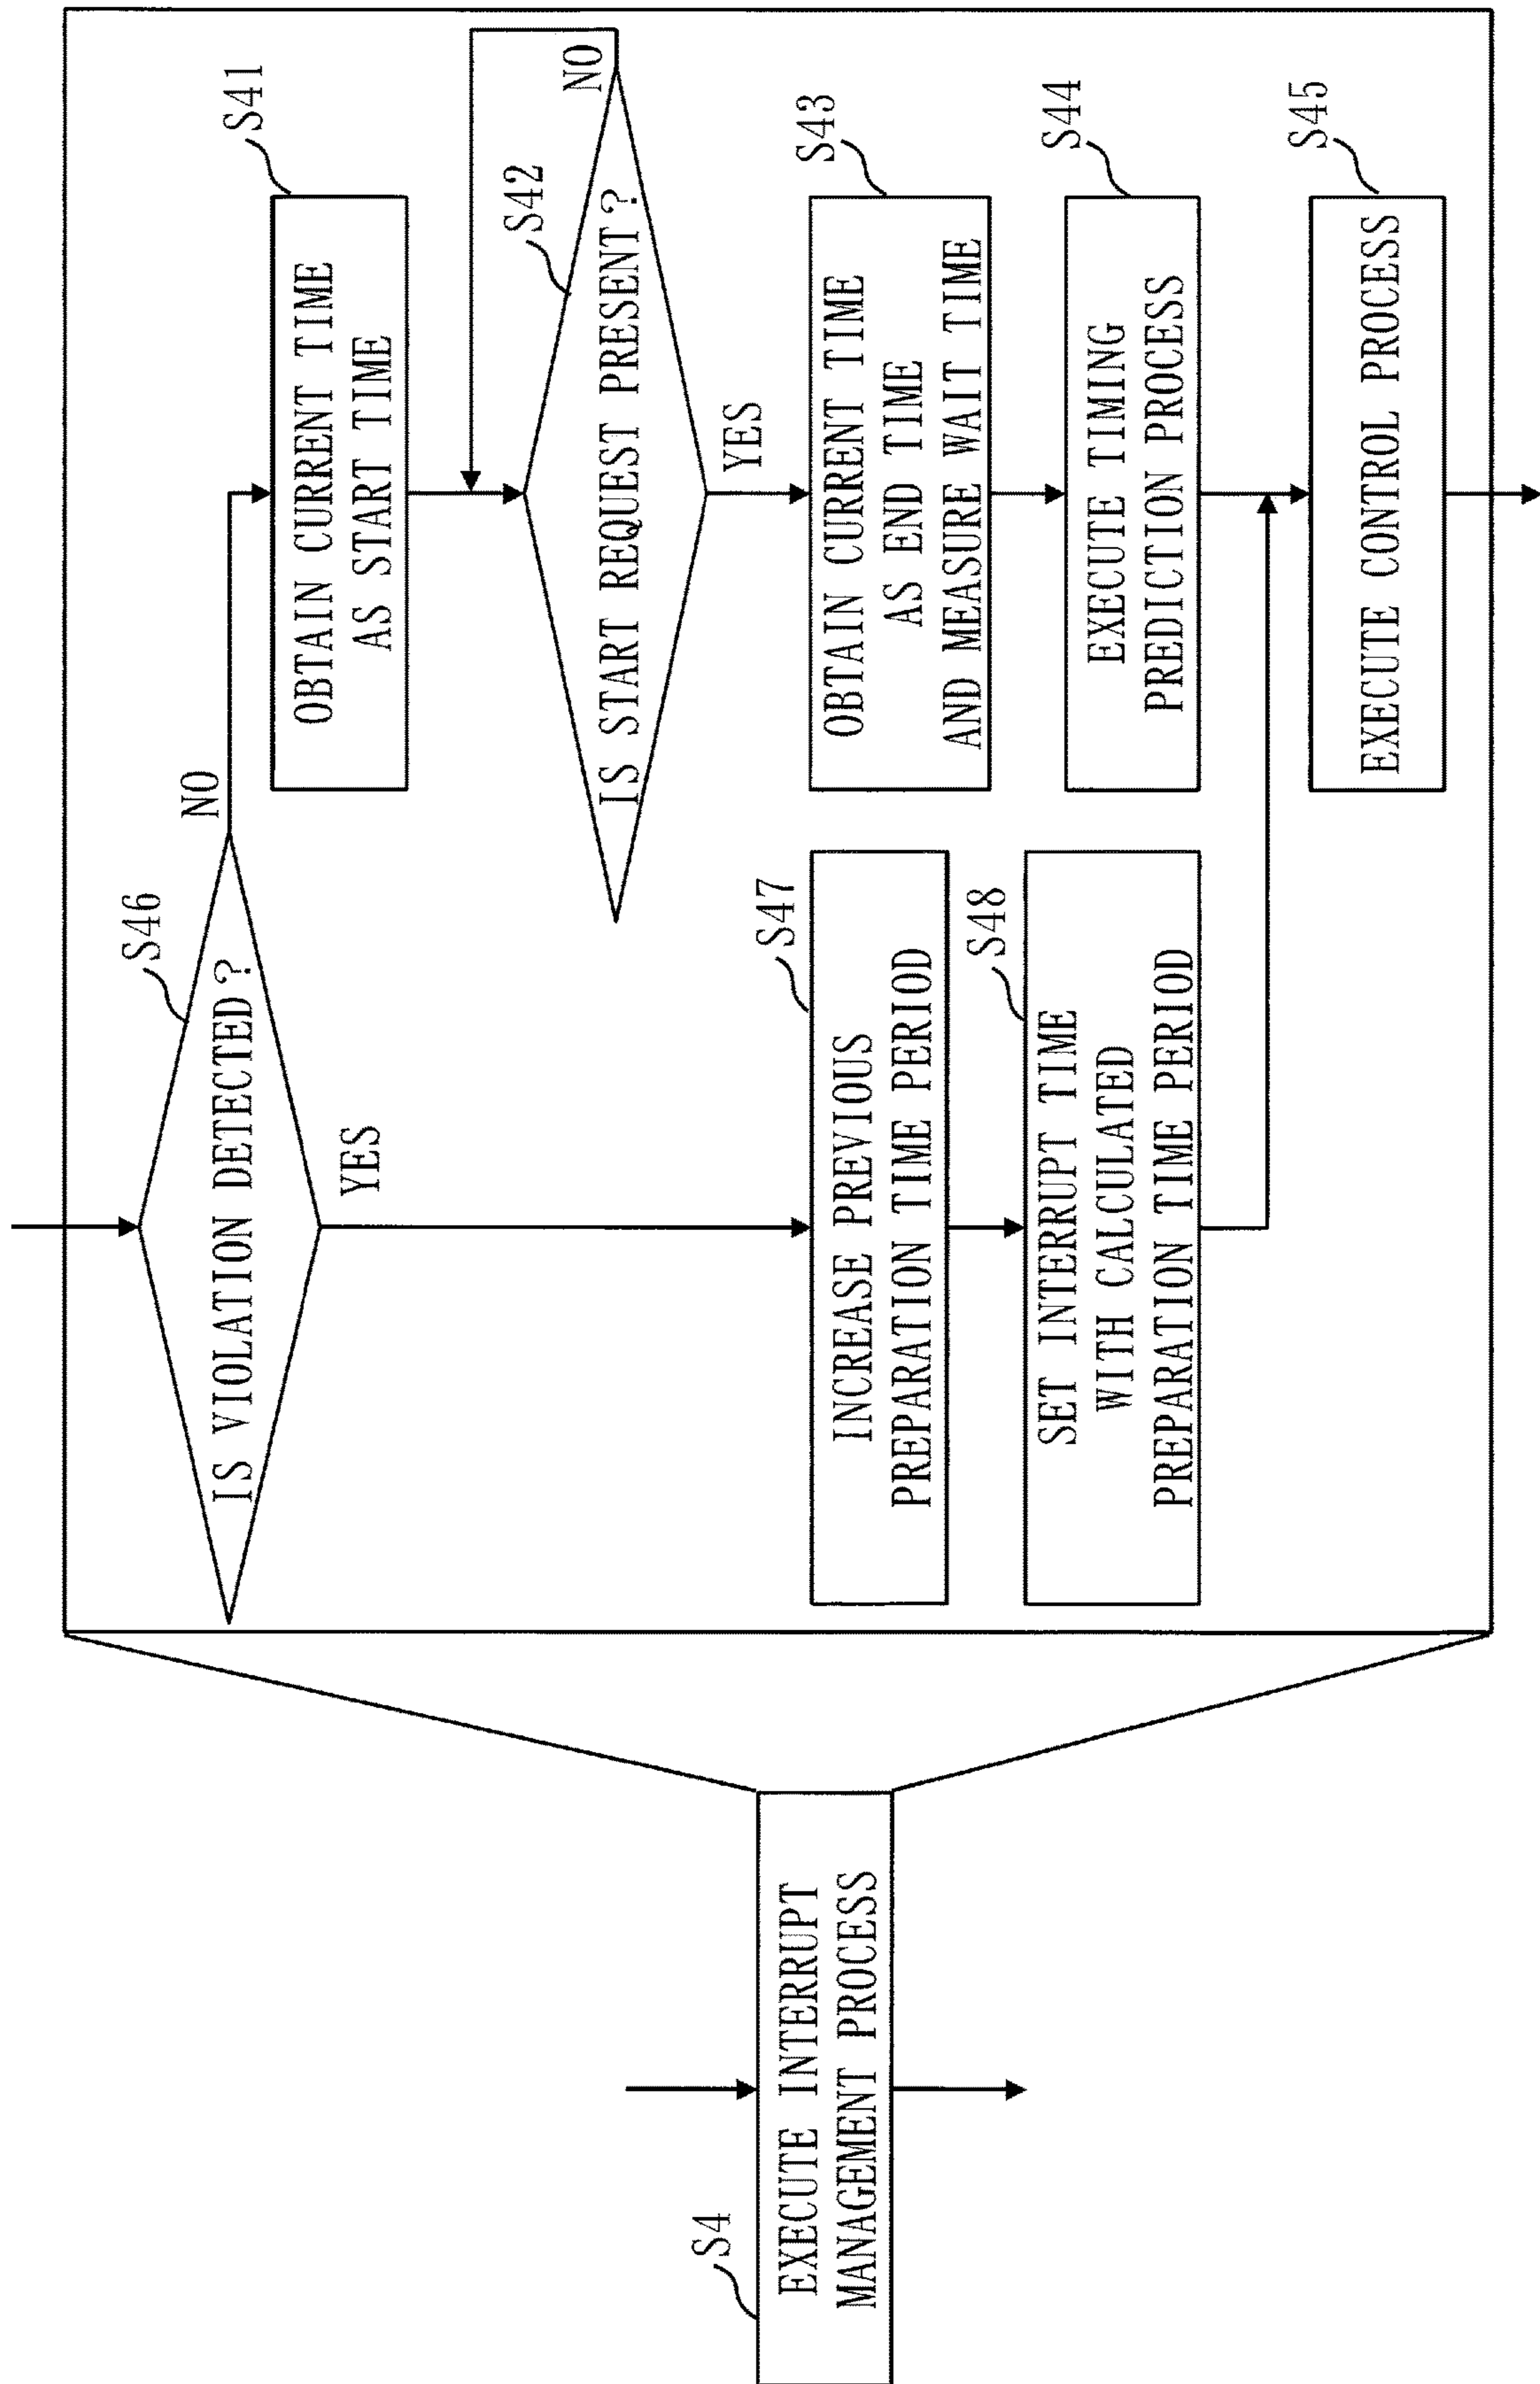 S4
EXECUTE INTERRUPT
MANAGEMENT PROCESS
S46
IS VIOLATION DETECTED?
NO
YES
S41
OBTAIN CURRENT TIME
AS START TIME
S42
IS START REQUEST PRESENT?
NO
YES
S43
OBTAIN CURRENT TIME
AS END TIME
AND MEASURE WAIT TIME
S44
EXECUTE TIMING
PREDICTION PROCESS
S47
INCREASE PREVIOUS
PREPARATION TIME PERIOD
S48
SET INTERRUPT TIME
WITH CALCULATED
PREPARATION TIME PERIOD
S45
EXECUTE CONTROL PROCESS